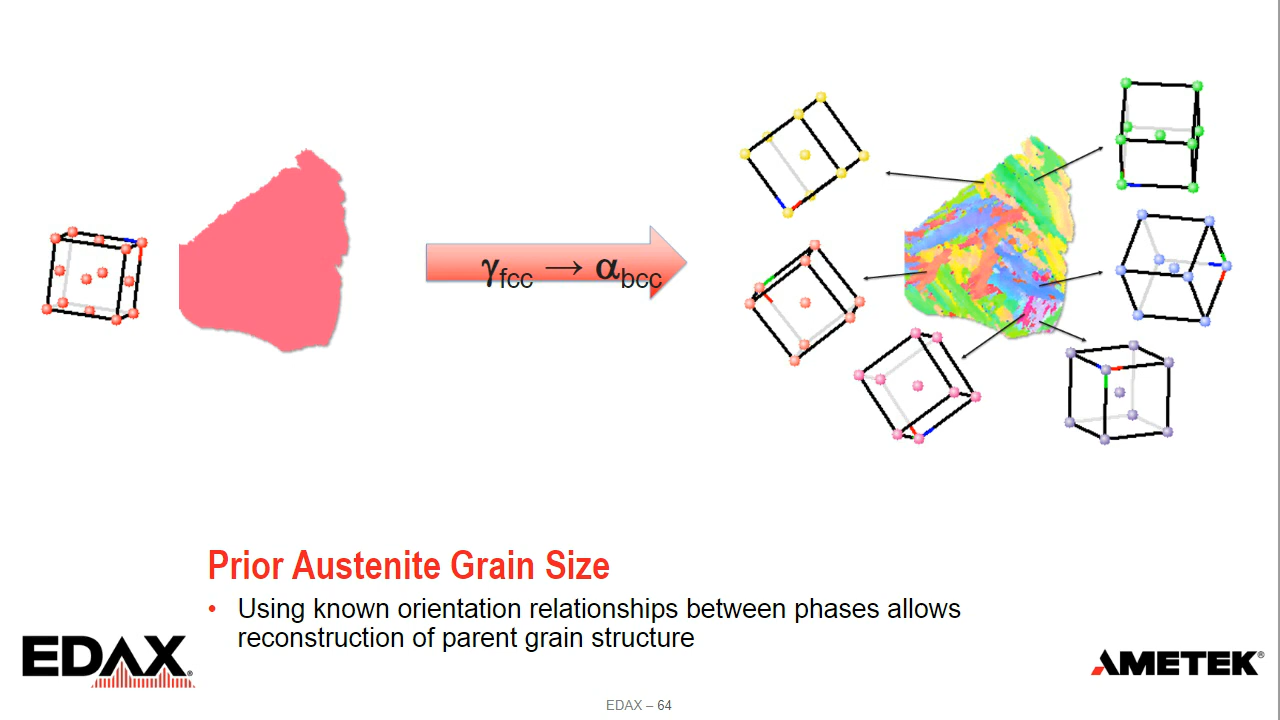 γfcc → αbcc
Prior Austenite Grain Size
• Using known orientation relationships between phases allows
reconstruction of parent grain structure
EDAX®
AMETEK®
EDAX – 64